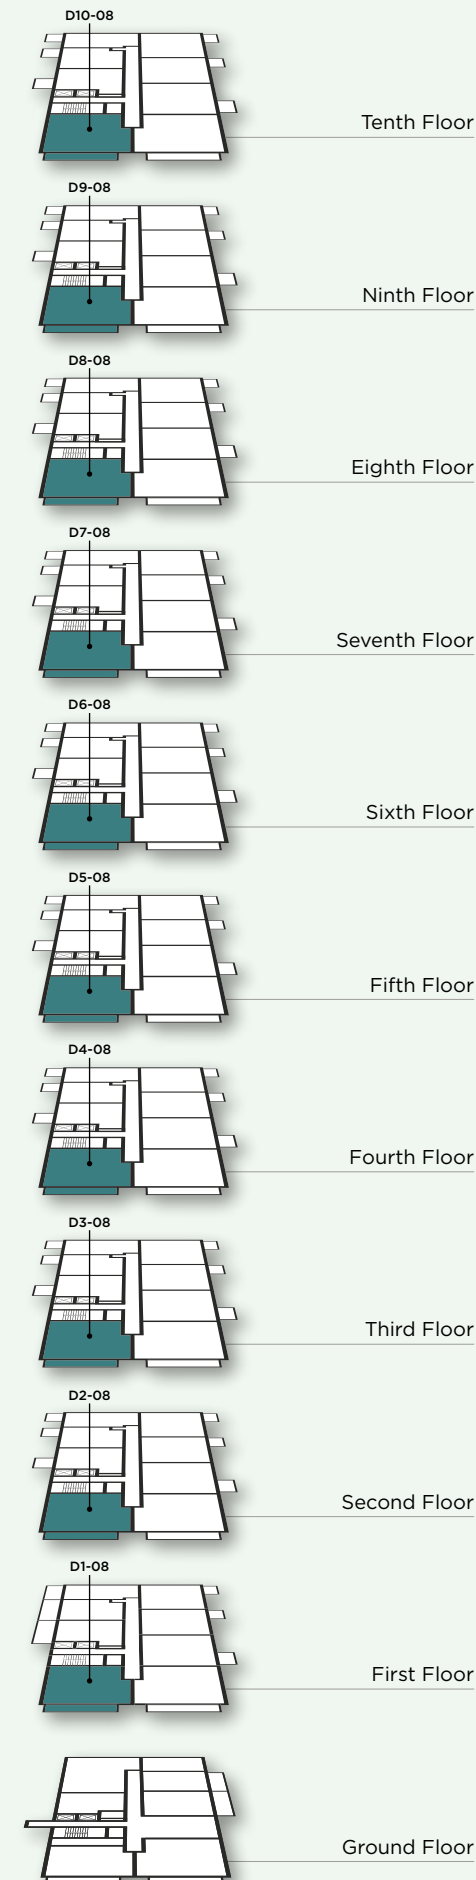 D10-08
Tenth Floor
D9-08
Ninth Floor
D8-08
Eighth Floor
D7-08
Seventh Floor
D6-08
Sixth Floor
D5-08
Fifth Floor
D4-08
Fourth Floor
D3-08
Third Floor
D2-08
Second Floor
D1-08
First Floor
Ground Floor